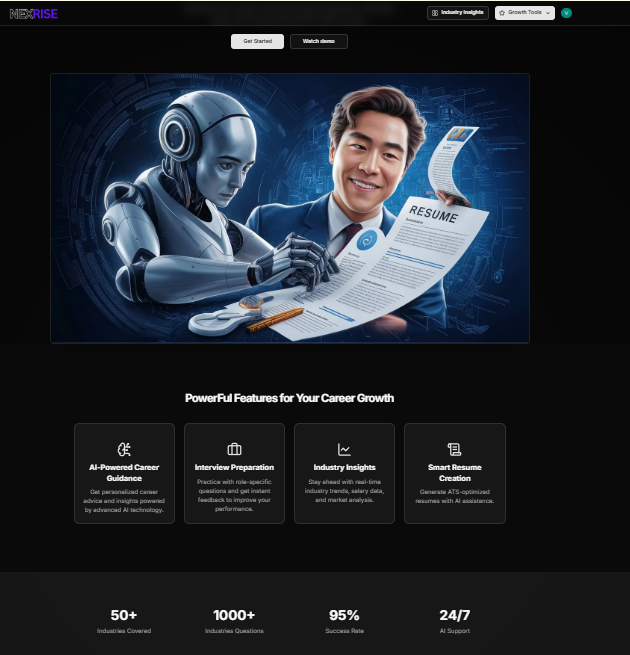 NEXRISE
Industry Insights
Growth Tools
V
Get Started
Watch demo
RESUME
PowerFul Features for Your Career Growth
AI-Powered Career
Guidance
Get personalized career
advice and insights powered
by advanced AI technology.
Interview Preparation
Practice with role-specific
questions and get instant
feedback to improve your
performance.
Industry Insights
Stay ahead with real-time
industry trends, salary data,
and market analysis.
Smart Resume
Creation
Generate ATS-optimized
resumes with AI assistance.
50+
Industries Covered
1000+
Industries Questions
95%
Success Rate
24/7
AI Support